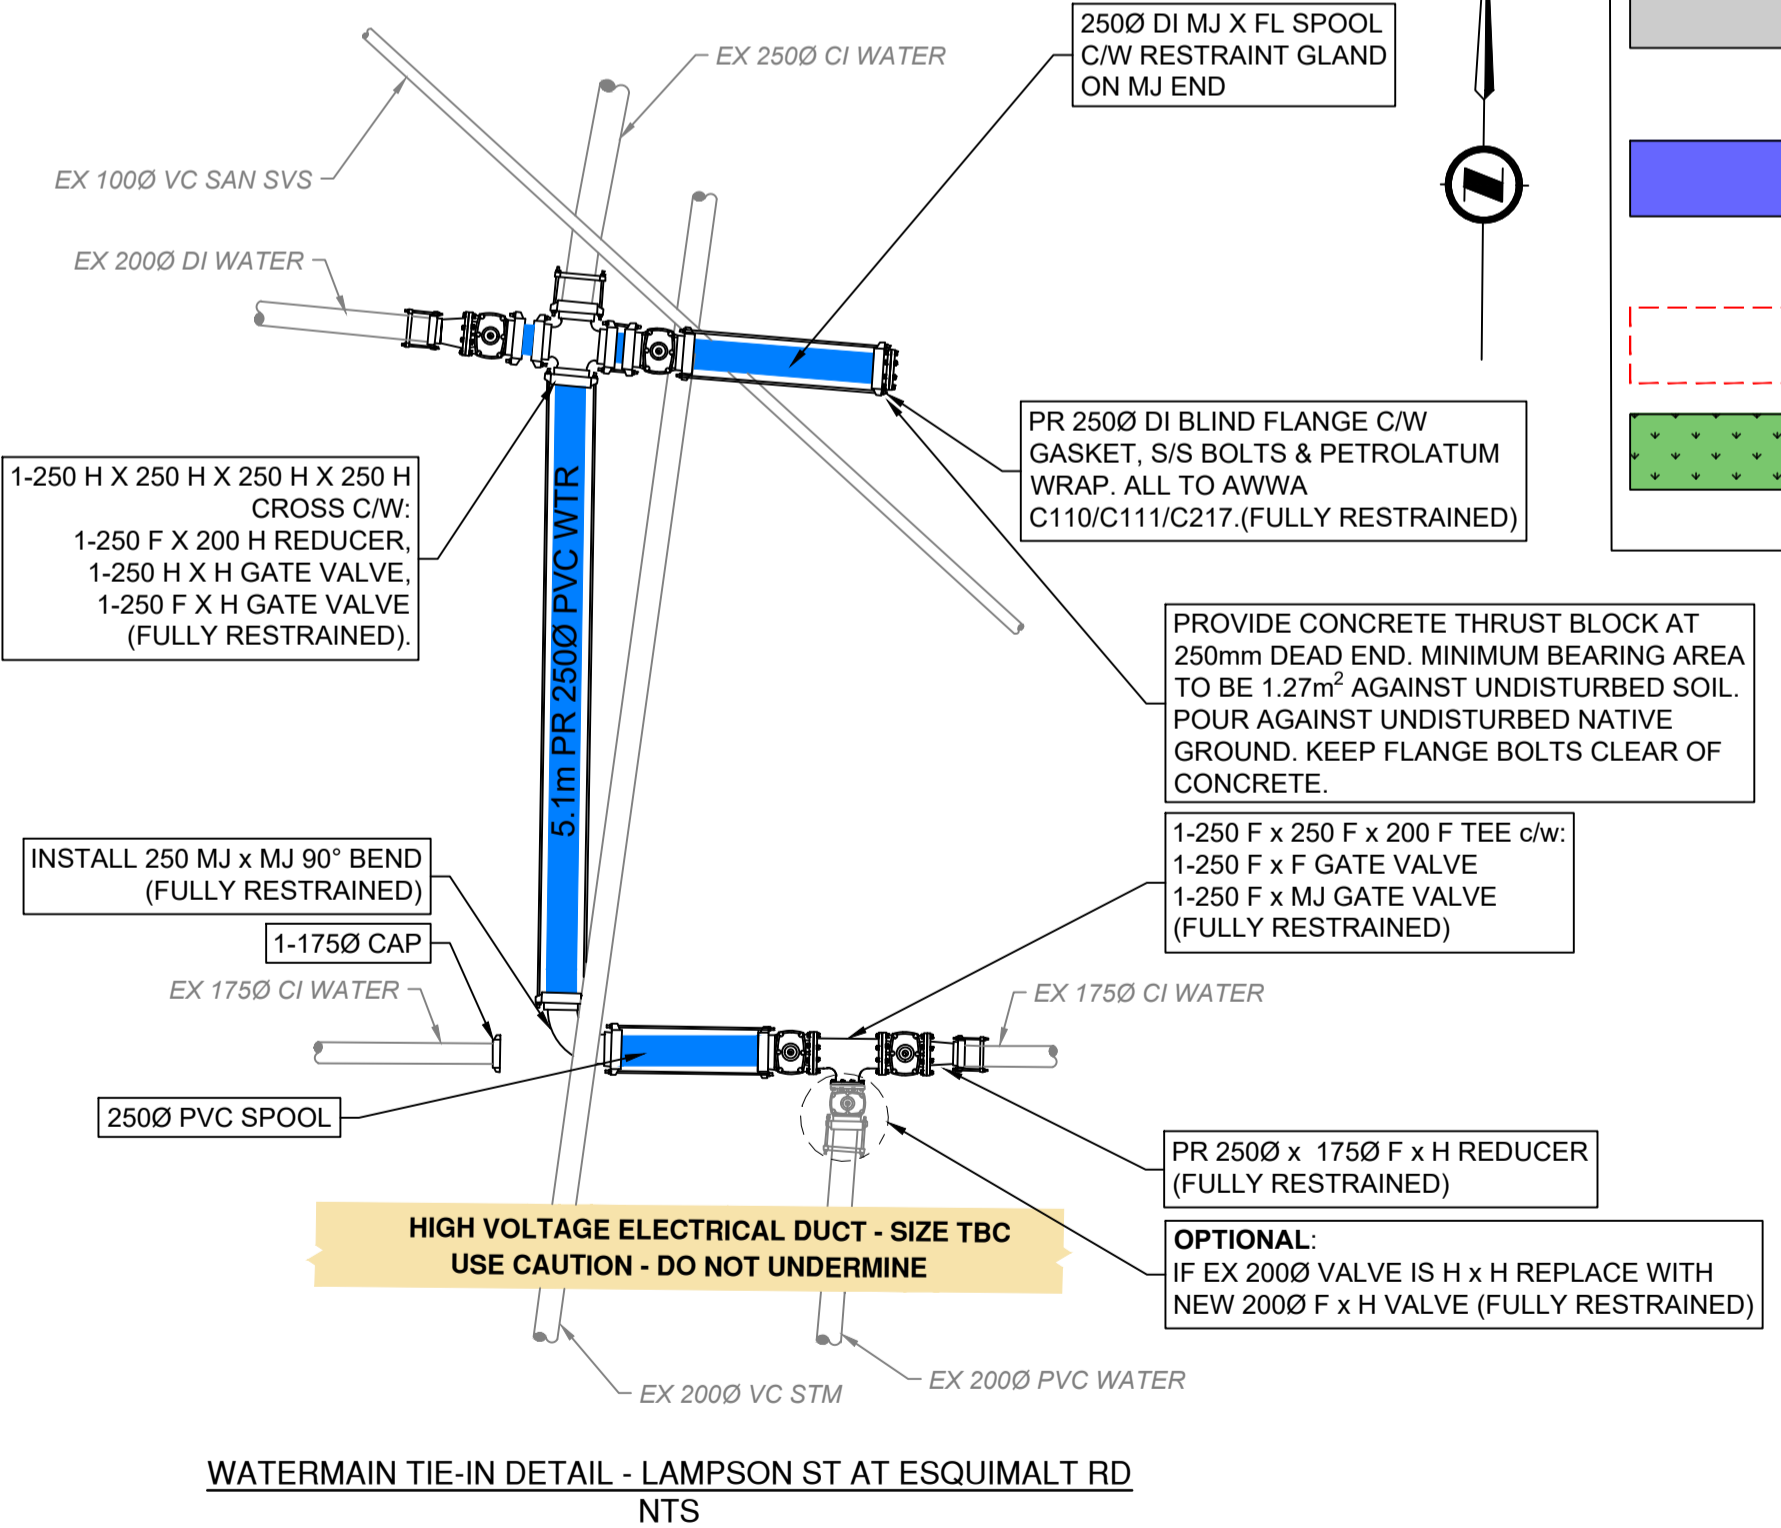 250Ø DI MJ X FL SPOOL
C/W RESTRAINT GLAND
ON MJ END
EX 250Ø CI WATER
EX 100Ø VC SAN SVS
EX 200Ø DI WATER
PR 250Ø DI BLIND FLANGE C/W
GASKET, S/S BOLTS & PETROLATUM
WRAP. ALL TO AWWA
C110/C111/C217.(FULLY RESTRAINED)
1-250 H X 250 H X 250 H X 250 H
CROSS C/W:
1-250 F X 200 H REDUCER,
1-250 H X H GATE VALVE,
1-250 F X H GATE VALVE
(FULLY RESTRAINED).
5.1m PR 250Ø PVC WTR
PROVIDE CONCRETE THRUST BLOCK AT
250mm DEAD END. MINIMUM BEARING AREA
TO BE 1.27m² AGAINST UNDISTURBED SOIL.
POUR AGAINST UNDISTURBED NATIVE
GROUND. KEEP FLANGE BOLTS CLEAR OF
CONCRETE.
INSTALL 250 MJ x MJ 90° BEND
(FULLY RESTRAINED)
1-175Ø CAP
EX 175Ø CI WATER
1-250 F x 250 F x 200 F TEE c/w:
1-250 F x F GATE VALVE
1-250 F x MJ GATE VALVE
(FULLY RESTRAINED)
EX 175Ø CI WATER
250Ø PVC SPOOL
PR 250Ø x 175Ø F x H REDUCER
(FULLY RESTRAINED)
HIGH VOLTAGE ELECTRICAL DUCT - SIZE TBC
USE CAUTION - DO NOT UNDERMINE
OPTIONAL:
IF EX 200Ø VALVE IS H x H REPLACE WITH
NEW 200Ø F x H VALVE (FULLY RESTRAINED)
EX 200Ø VC STM
EX 200Ø PVC WATER
WATERMAIN TIE-IN DETAIL - LAMPSON ST AT ESQUIMALT RD
NTS